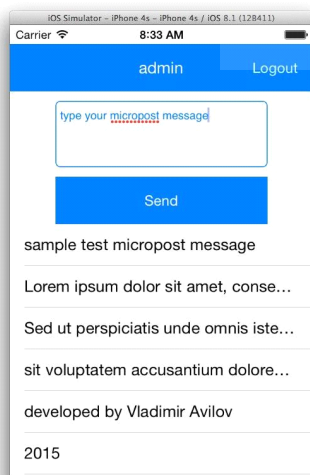 iOS Simulator - iPhone 4s - iPhone 4s / iOS 8.1 (12B411)
Carrier 8:33 AM
admin Logout
type your micropost message
Send
sample test micropost message
Lorem ipsum dolor sit amet, conse...
Sed ut perspiciatis unde omnis iste...
sit voluptatem accusantium dolore...
developed by Vladimir Avilov
2015